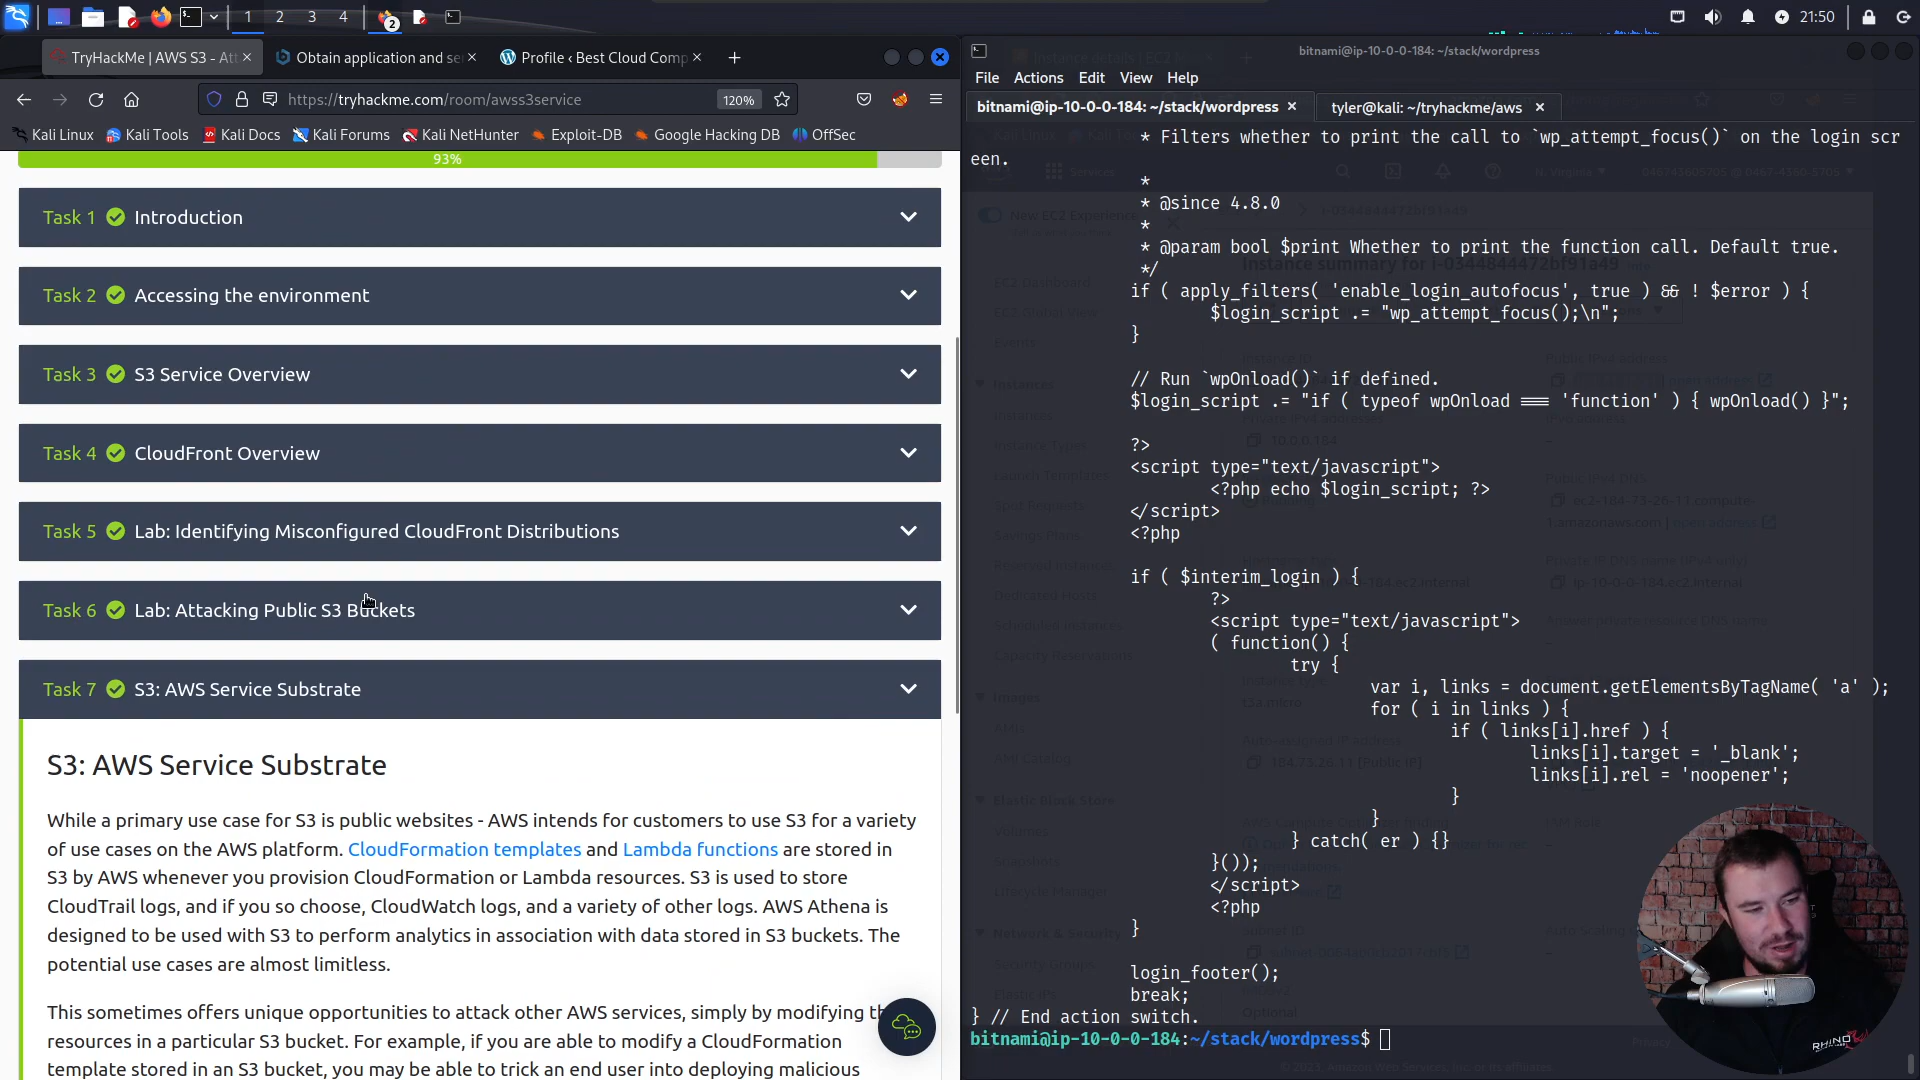 1 2 3 4 2 21:50
TryHackMe | AWS S3 - Att
Obtain application and se
Profile ‹ Best Cloud Comp
https://tryhackme.com/room/awss3service 120%
Kali Linux Kali Tools Kali Docs Kali Forums Kali NetHunter Exploit-DB Google Hacking DB OffSec
93%
Task 1 Introduction
Task 2 Accessing the environment
Task 3 S3 Service Overview
Task 4 CloudFront Overview
Task 5 Lab: Identifying Misconfigured CloudFront Distributions
Task 6 Lab: Attacking Public S3 Buckets
Task 7 S3: AWS Service Substrate
S3: AWS Service Substrate
While a primary use case for S3 is public websites - AWS intends for customers to use S3 for a variety
of use cases on the AWS platform. CloudFormation templates and Lambda functions are stored in
S3 by AWS whenever you provision CloudFormation or Lambda resources. S3 is used to store
CloudTrail logs, and if you so choose, CloudWatch logs, and a variety of other logs. AWS Athena is
designed to be used with S3 to perform analytics in association with data stored in S3 buckets. The
potential use cases are almost limitless.
This sometimes offers unique opportunities to attack other AWS services, simply by modifying th
resources in a particular S3 bucket. For example, if you are able to modify a CloudFormation
template stored in an S3 bucket, you may be able to trick an end user into deploying malicious
bitnami@ip-10-0-0-184: ~/stack/wordpress
File Actions Edit View Help
bitnami@ip-10-0-0-184: ~/stack/wordpress
tyler@kali: ~/tryhackme/aws
* Filters whether to print the call to `wp_attempt_focus()` on the login scr
een.
*
* @since 4.8.0
*
* @param bool $print Whether to print the function call. Default true.
*/
if ( apply_filters( 'enable_login_autofocus', true ) && ! $error ) {
$login_script .= "wp_attempt_focus();\n";
}
// Run `wpOnload()` if defined.
$login_script .= "if ( typeof wpOnload === 'function' ) { wpOnload() }";
?>
<script type="text/javascript">
<?php echo $login_script; ?>
</script>
<?php
if ( $interim_login ) {
?>
<script type="text/javascript">
( function() {
try {
var i, links = document.getElementsByTagName( 'a' );
for ( i in links ) {
if ( links[i].href ) {
links[i].target = '_blank';
links[i].rel = 'noopener';
}
}
} catch( er ) {}
}());
</script>
<?php
}
login_footer();
break;
} // End action switch.
bitnami@ip-10-0-0-184:~/stack/wordpress$
RHINO